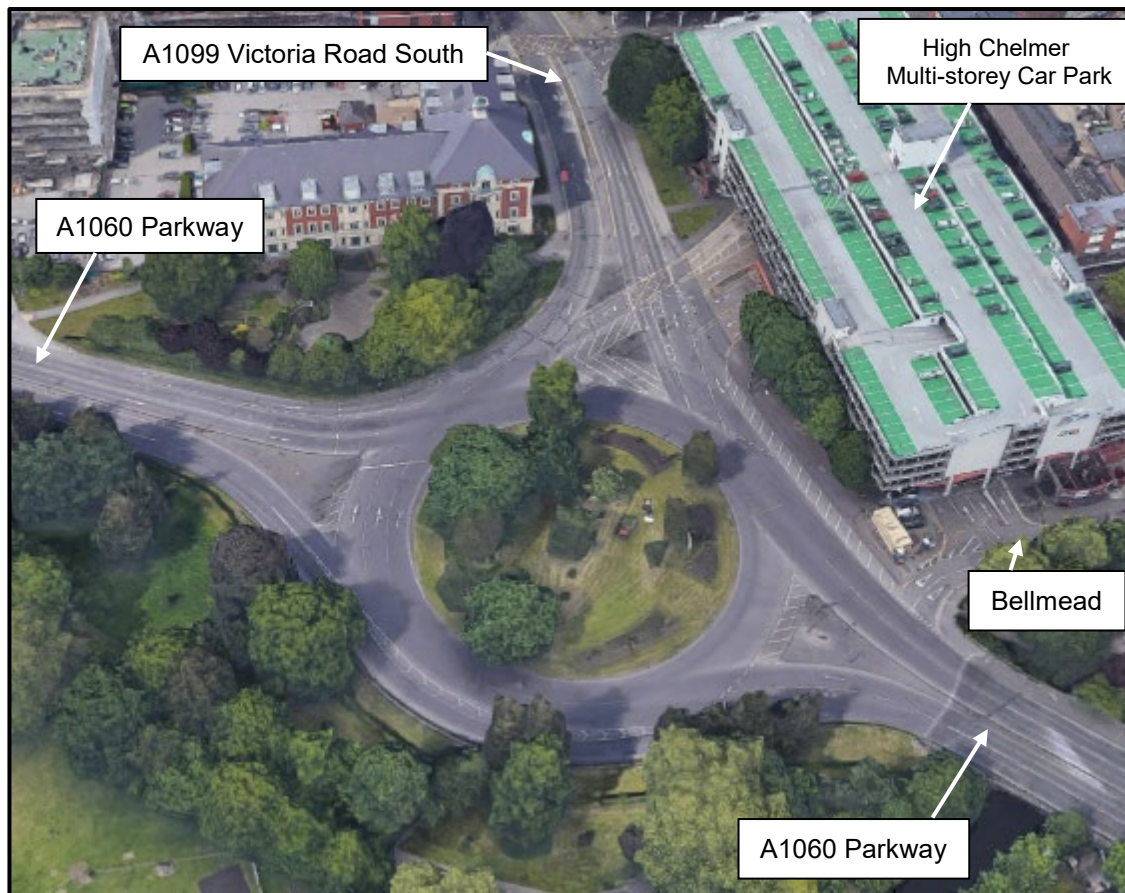 A1099 Victoria Road South
High Chelmer
Multi-storey Car Park
A1060 Parkway
Bellmead
A1060 Parkway